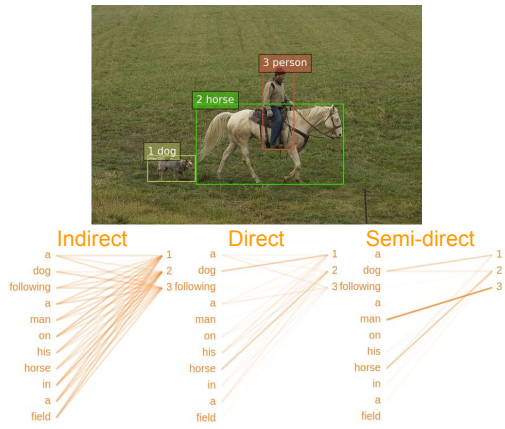 3 person
2 horse
1 dog
Indirect Direct Semi-direct
a 1 a 1 a 1
dog 2 dog 2 dog 2
following 3 following 3 following 3
a a a
man man man
on on on
his his his
horse horse horse
in in in
a a a
field field field